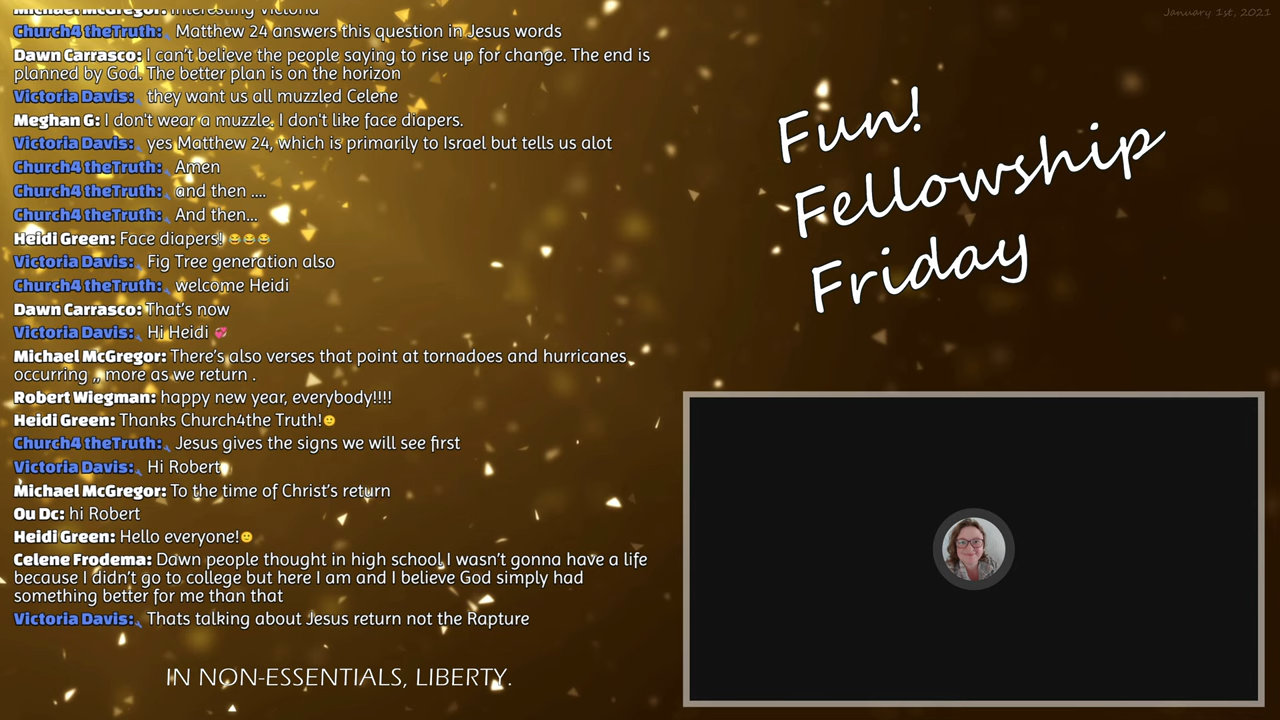 Michael McGregor: Interesting Victoria
Church4 theTruth: Matthew 24 answers this question in Jesus words
Dawn Carrasco: I can't believe the people saying to rise up for change. The end is
planned by God. The better plan is on the horizon
Victoria Davis: they want us all muzzled Celene
Meghan G: I don't wear a muzzle. I don't like face diapers.
Victoria Davis: yes Matthew 24, which is primarily to Israel but tells us alot
Church4 theTruth: Amen
Church4 theTruth: and then ....
Church4 theTruth: And then...
Heidi Green: Face diapers! 😂😂😂
Victoria Davis: Fig Tree generation also
Church4 theTruth: welcome Heidi
Dawn Carrasco: That's now
Victoria Davis: Hi Heidi 💞
Michael McGregor: There's also verses that point at tornadoes and hurricanes
occurring ,, more as we return .
Robert Wiegman: happy new year, everybody!!!!
Heidi Green: Thanks Church4the Truth!🙂
Church4 theTruth: Jesus gives the signs we will see first
Victoria Davis: Hi Robert
Michael McGregor: To the time of Christ's return
Ou Dc: hi Robert
Heidi Green: Hello everyone!🙂
Celene Frodema: Dawn people thought in high school I wasn't gonna have a life
because I didn't go to college but here I am and I believe God simply had
something better for me than that
Victoria Davis: Thats talking about Jesus return not the Rapture
IN NON-ESSENTIALS, LIBERTY.
January 1st, 2021
Fun!
Fellowship
Friday